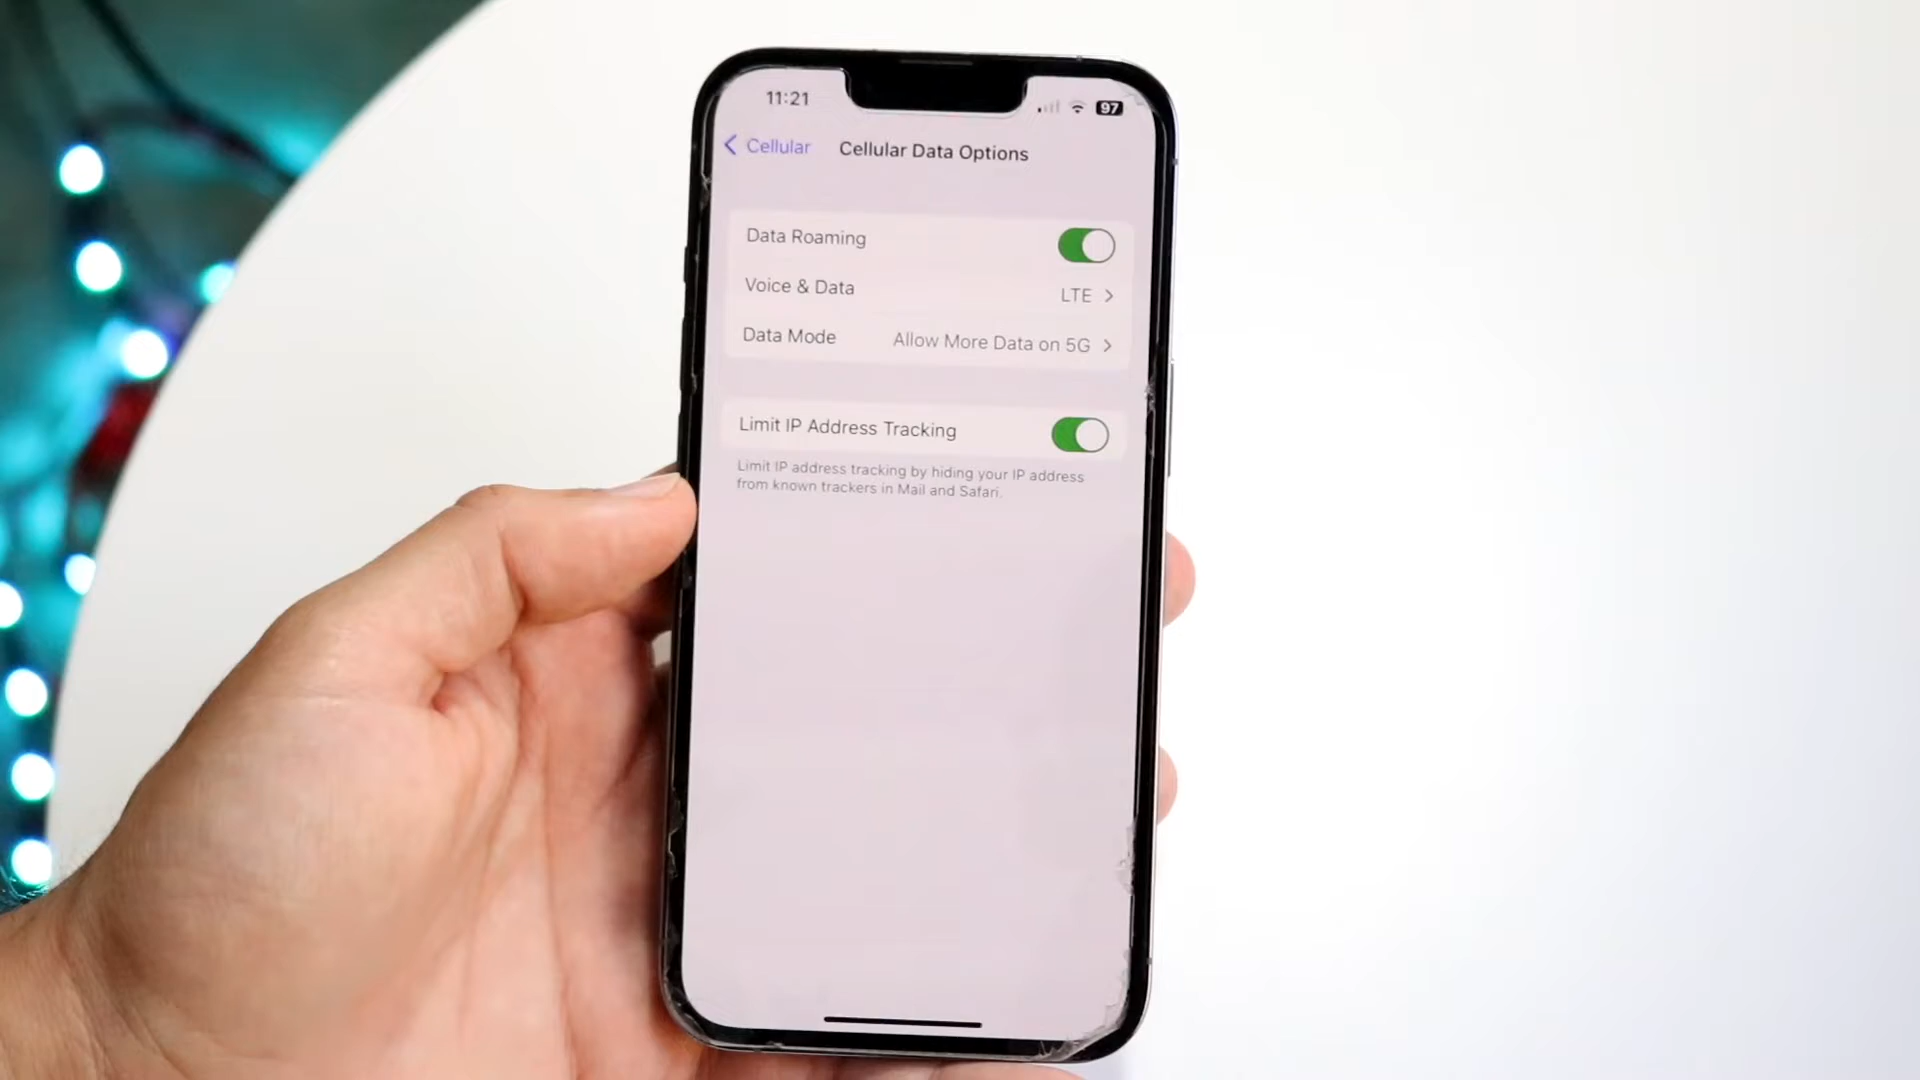 11:21
97
Cellular
Cellular Data Options
Data Roaming
Voice & Data
LTE
Data Mode
Allow More Data on 5G
Limit IP Address Tracking
Limit IP address tracking by hiding your IP address
from known trackers in Mail and Safari.